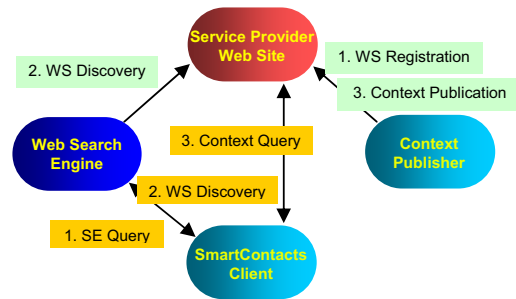 Service Provider
Web Site
1. WS Registration
2. WS Discovery
3. Context Publication
Web Search
Engine
3. Context Query
Context
Publisher
2. WS Discovery
1. SE Query
SmartContacts
Client